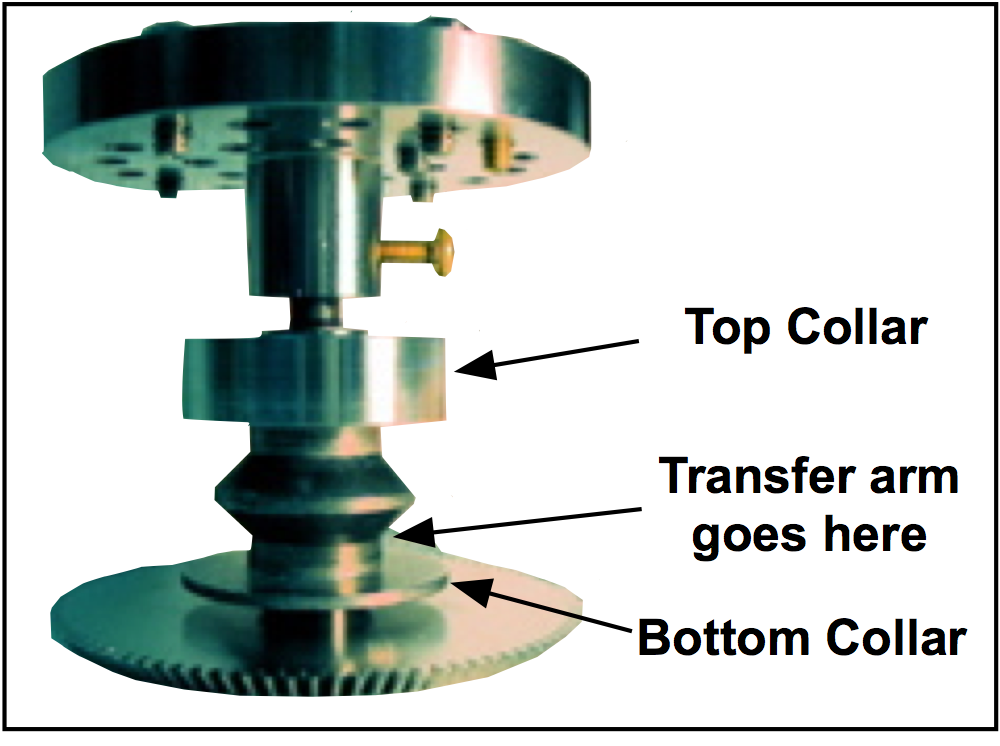 Top Collar
Transfer arm
goes here
Bottom Collar